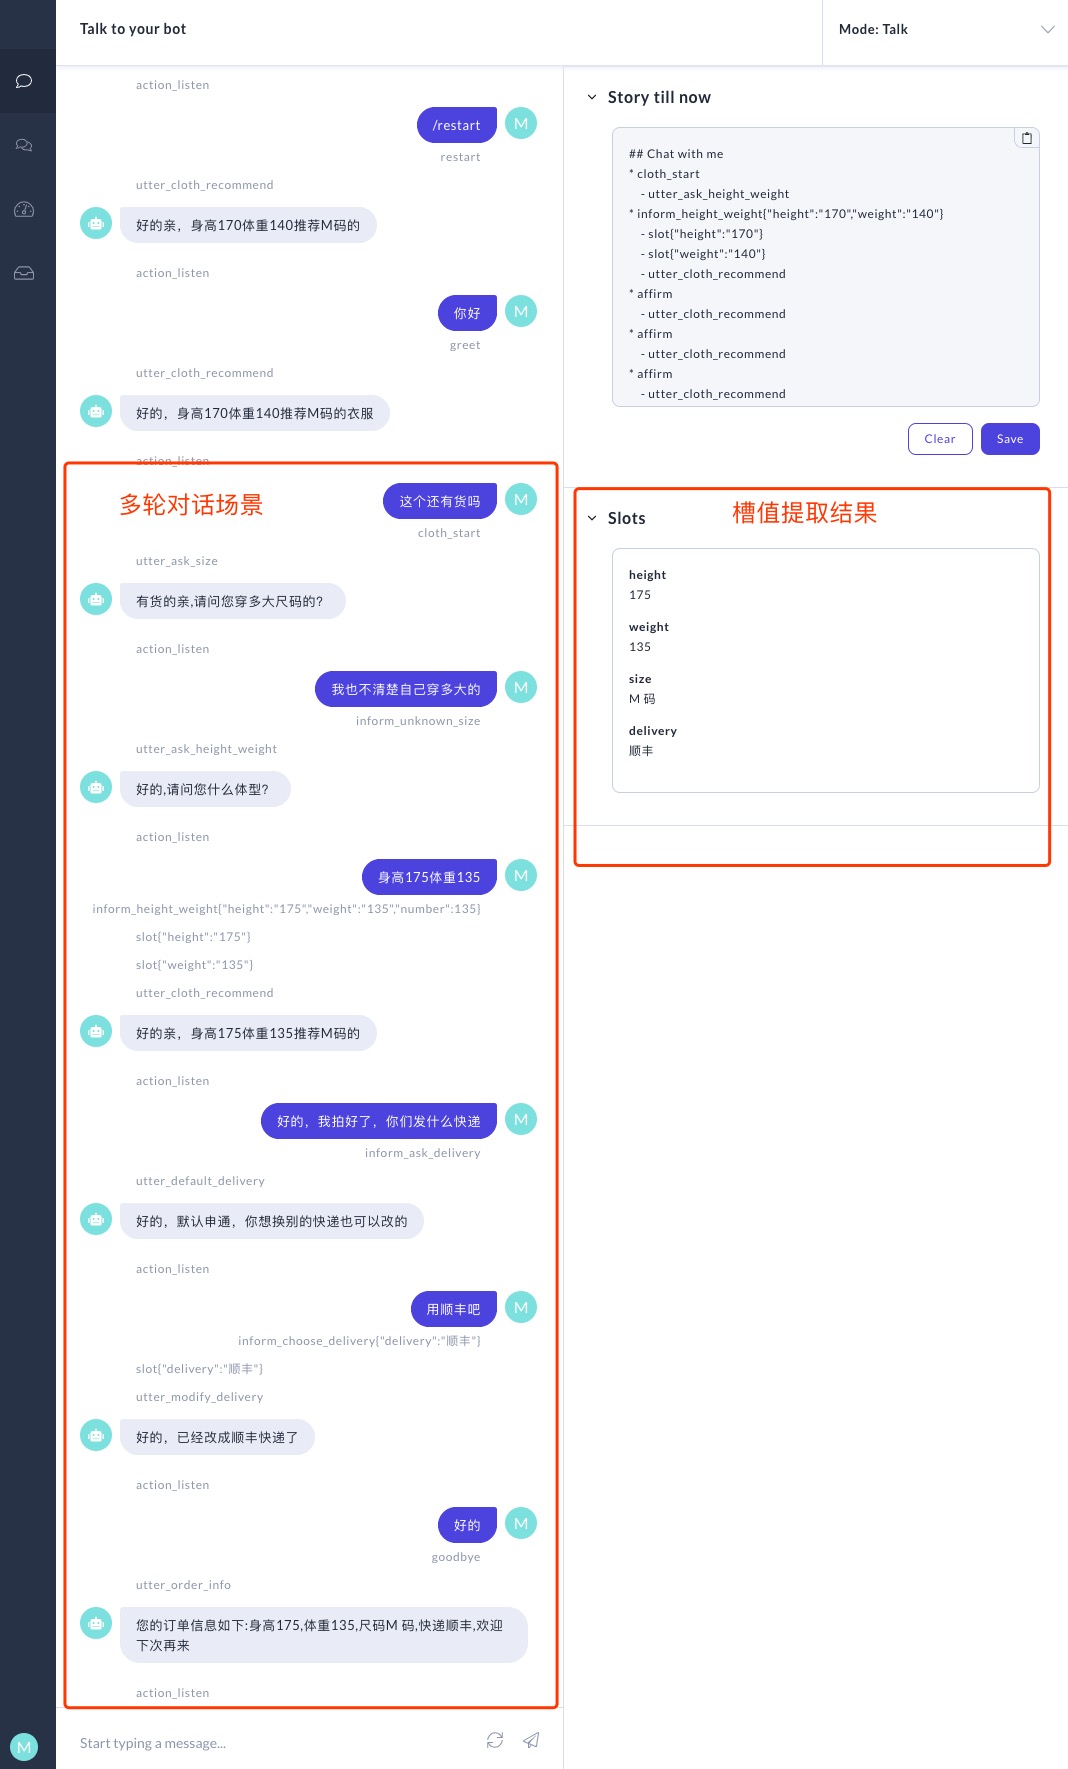 Talk to your bot
Mode: Talk
action_listen
/restart
M
restart
utter_cloth_recommend
好的亲，身高170体重140推荐M码的
action_listen
你好
M
greet
utter_cloth_recommend
好的，身高170体重140推荐M码的衣服
action_listen
多轮对话场景
这个还有货吗
M
cloth_start
utter_ask_size
有货的亲,请问您穿多大尺码的?
action_listen
我也不清楚自己穿多大的
M
inform_unknown_size
utter_ask_height_weight
好的,请问您什么体型?
action_listen
身高175体重135
M
inform_height_weight{"height":"175","weight":"135","number":135}
slot{"height":"175"}
slot{"weight":"135"}
utter_cloth_recommend
好的亲，身高175体重135推荐M码的
action_listen
好的，我拍好了，你们发什么快递
M
inform_ask_delivery
utter_default_delivery
好的，默认申通，你想换别的快递也可以改的
action_listen
用顺丰吧
M
inform_choose_delivery{"delivery":"顺丰"}
slot{"delivery":"顺丰"}
utter_modify_delivery
好的，已经改成顺丰快递了
action_listen
好的
M
goodbye
utter_order_info
您的订单信息如下:身高175,体重135,尺码M 码,快递顺丰,欢迎
下次再来
action_listen
Start typing a message...
M
Story till now
## Chat with me
* cloth_start
- utter_ask_height_weight
* inform_height_weight{"height":"170","weight":"140"}
- slot{"height":"170"}
- slot{"weight":"140"}
- utter_cloth_recommend
* affirm
- utter_cloth_recommend
* affirm
- utter_cloth_recommend
* affirm
- utter_cloth_recommend
Clear
Save
Slots
槽值提取结果
height
175
weight
135
size
M 码
delivery
顺丰